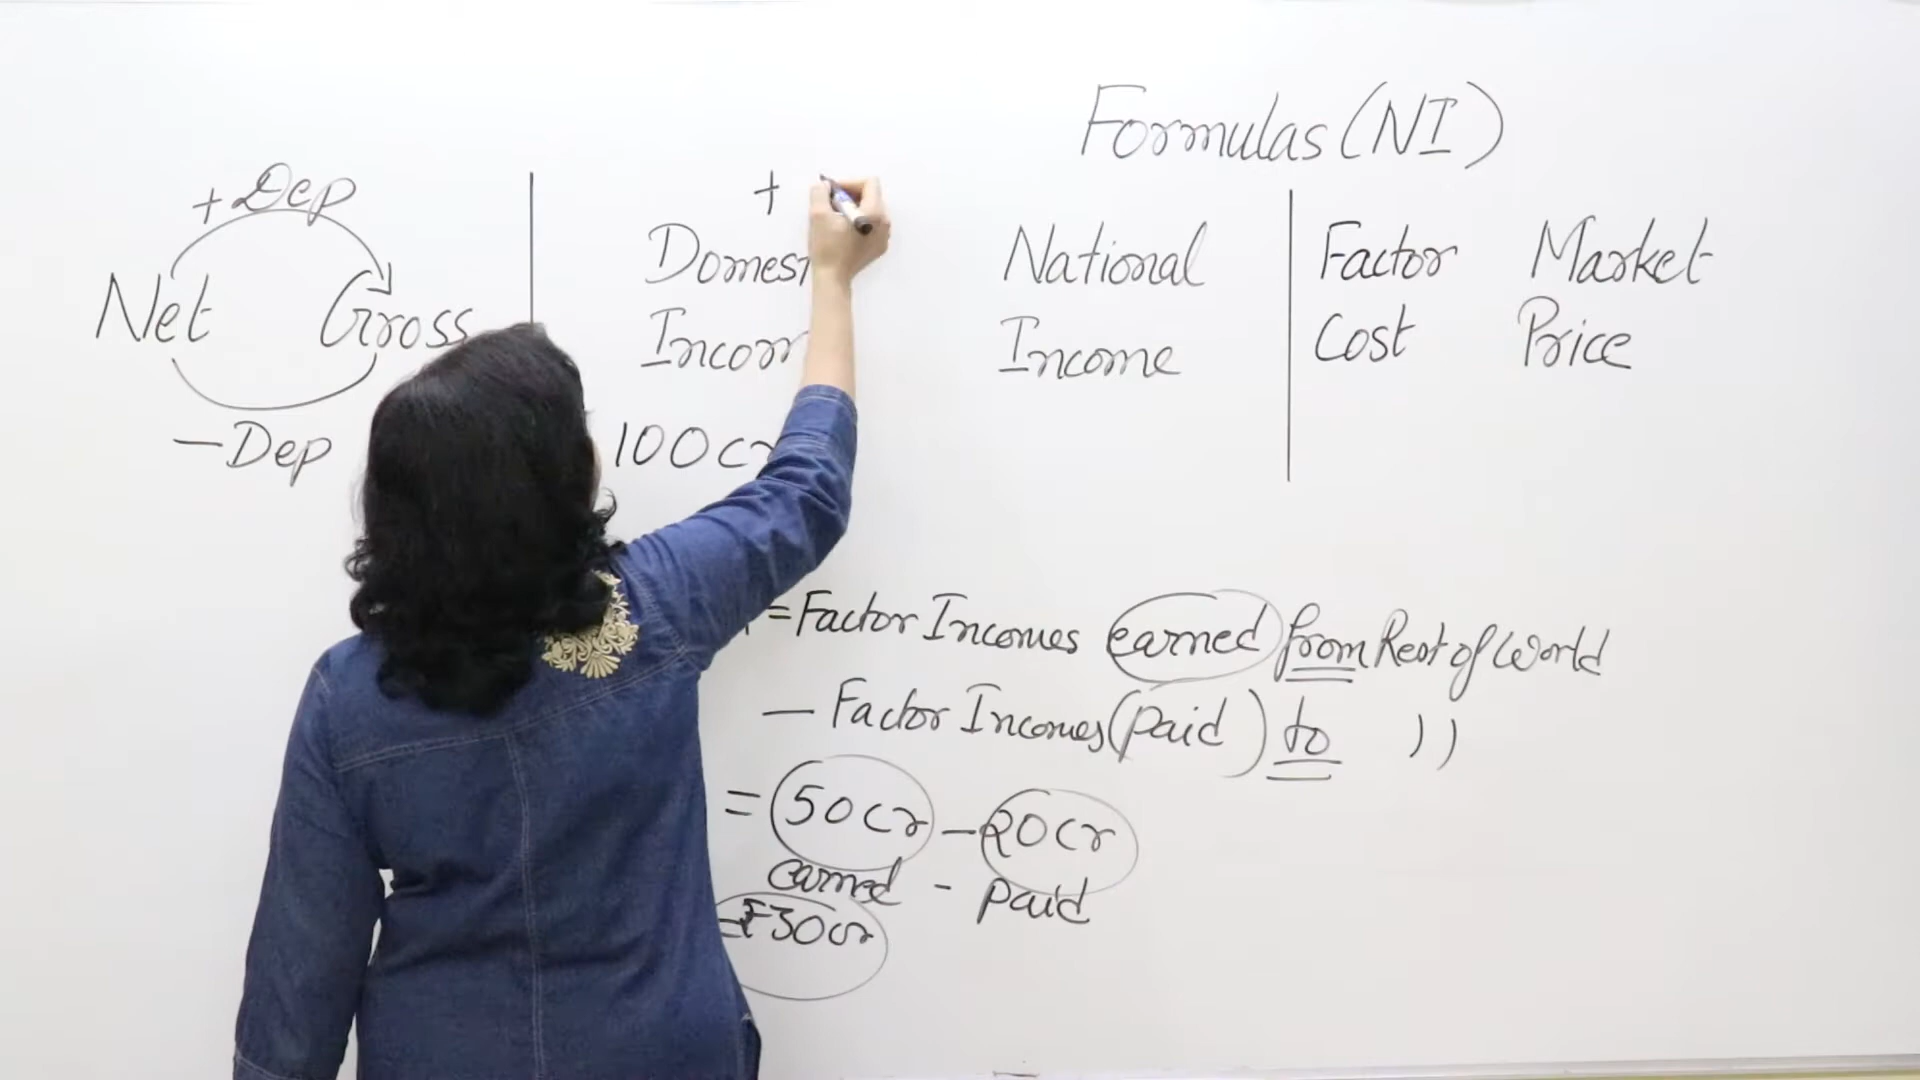 Formulas (NI)
+ Dep
Net Gross
- Dep
+
Domes
Incom
100 Cr
National
Income
Factor
Cost
Market
Price
= Factor Incomes earned from Rest of World
- Factor Incomes (paid) to ))
= 50 Cr - 20 Cr
earned - paid
= ₹30 Cr